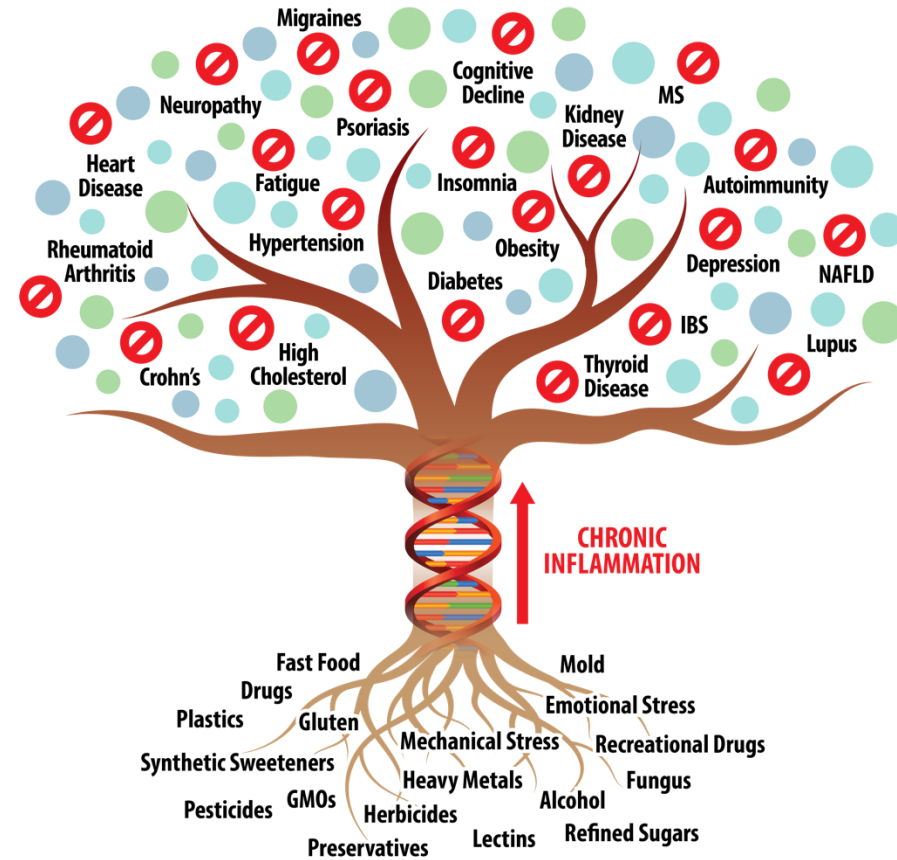 Migraines
Cognitive
Decline
MS
Neuropathy
Kidney
Disease
Psoriasis
Heart
Disease
Fatigue
Insomnia
Autoimmunity
Hypertension
Obesity
Rheumatoid
Arthritis
Depression
NAFLD
Diabetes
IBS
Lupus
Crohn's
High
Cholesterol
Thyroid
Disease
CHRONIC
INFLAMMATION
Fast Food
Mold
Drugs
Emotional Stress
Plastics
Gluten
Mechanical Stress
Recreational Drugs
Synthetic Sweeteners
Heavy Metals
Fungus
Pesticides
GMOs
Herbicides
Alcohol
Preservatives
Lectins
Refined Sugars